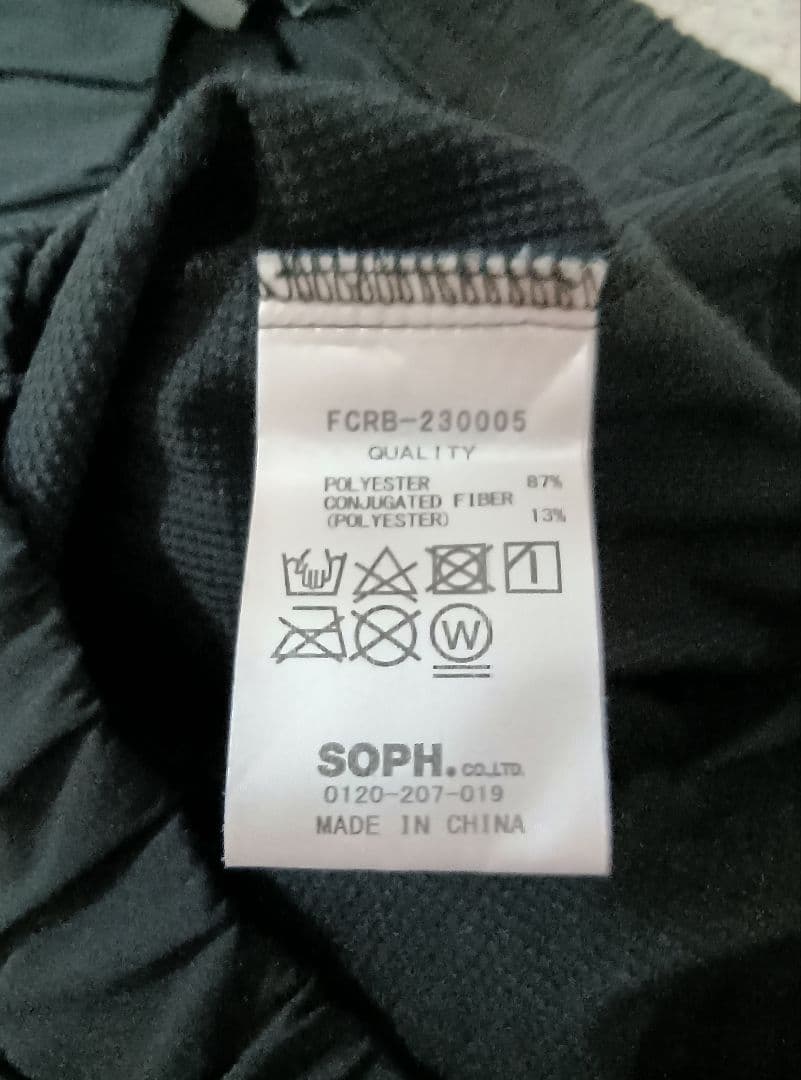 FCRB-230005
QUALITY
POLYESTER 87%
CONJUGATED FIBER
(POLYESTER) 13%
W
SOPH. CO.,LTD.
0120-207-019
MADE IN CHINA